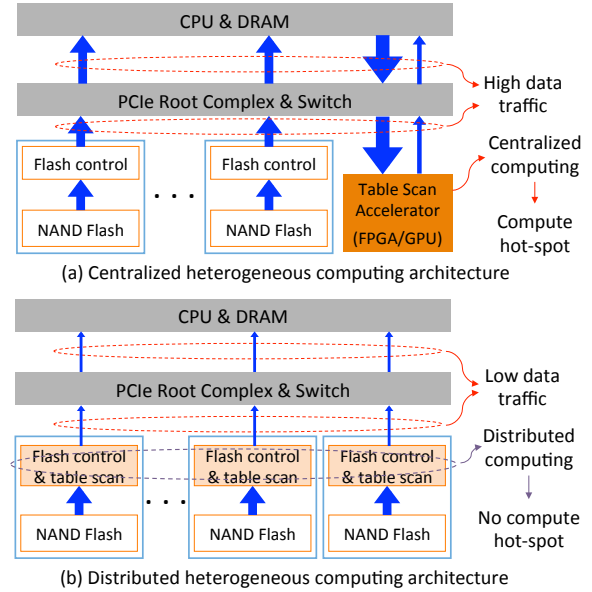 CPU & DRAM
High data
traffic
PCIe Root Complex & Switch
Flash control
Flash control
Centralized
computing
. . .
Table Scan
Accelerator
(FPGA/GPU)
NAND Flash
NAND Flash
Compute
hot-spot
(a) Centralized heterogeneous computing architecture
CPU & DRAM
Low data
traffic
PCIe Root Complex & Switch
Flash control
& table scan
Flash control
& table scan
Flash control
& table scan
Distributed
computing
. . .
NAND Flash
NAND Flash
NAND Flash
No compute
hot-spot
(b) Distributed heterogeneous computing architecture